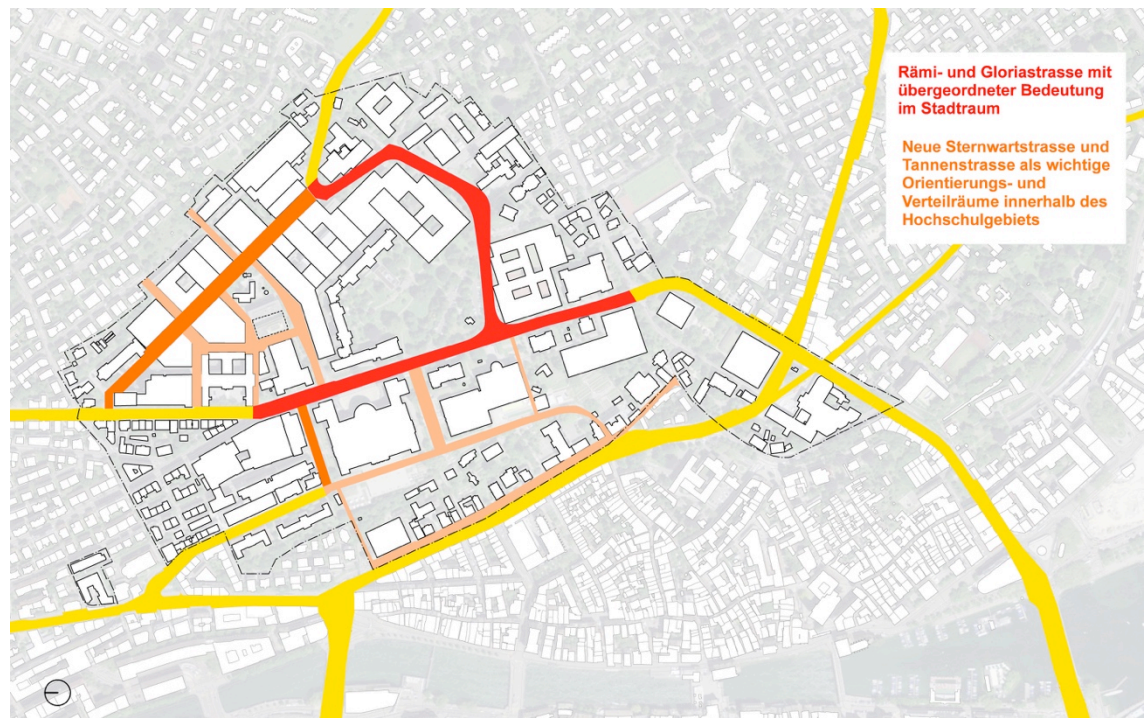 Rämi- und Gloriastrasse mit
übergeordneter Bedeutung
im Stadtraum
Neue Sternwartstrasse und
Tannenstrasse als wichtige
Orientierungs- und
Verteilräume innerhalb des
Hochschulgebiets